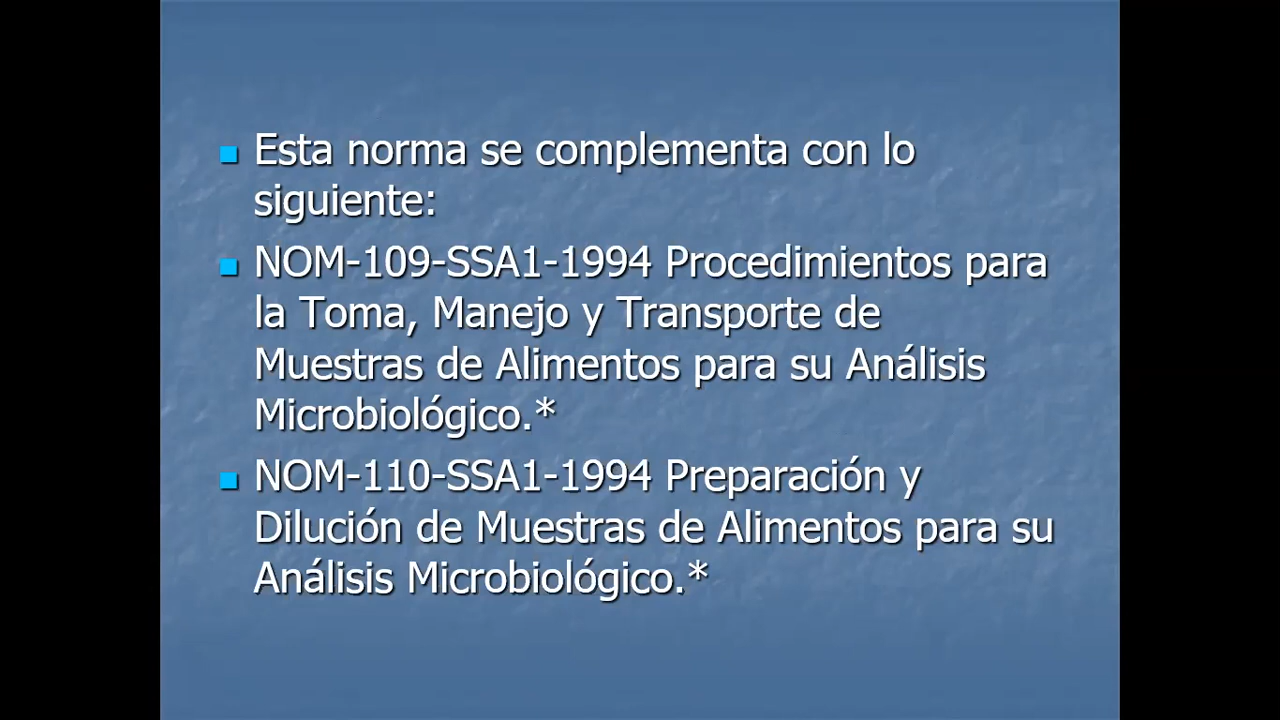 Esta norma se complementa con lo
siguiente:
NOM-109-SSA1-1994 Procedimientos para
la Toma, Manejo y Transporte de
Muestras de Alimentos para su Análisis
Microbiológico.*
NOM-110-SSA1-1994 Preparación y
Dilución de Muestras de Alimentos para su
Análisis Microbiológico.*